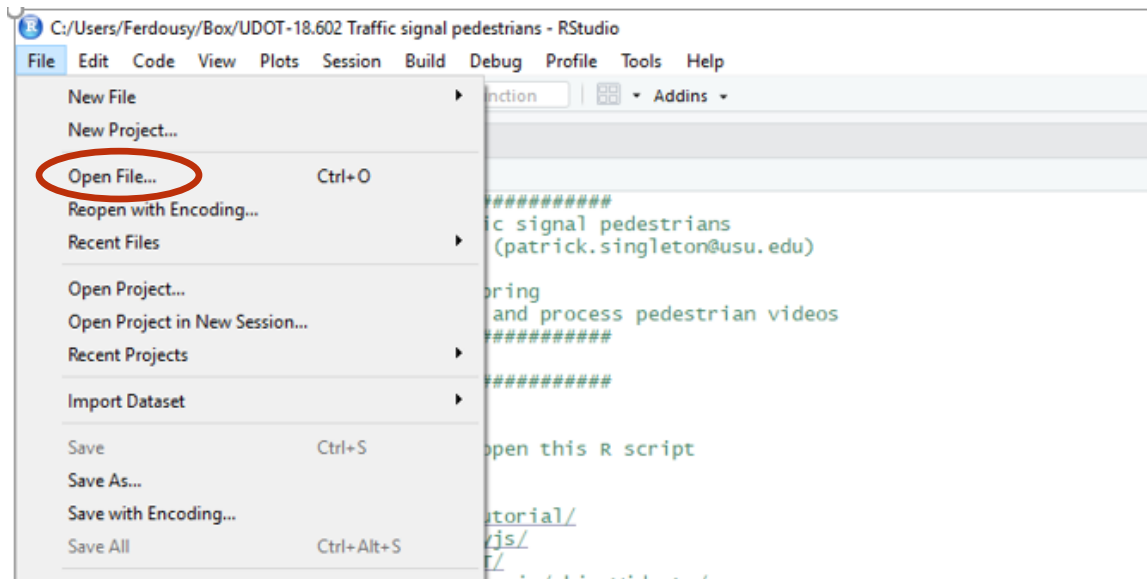 C:/Users/Ferdousy/Box/UDOT-18.602 Traffic signal pedestrians - RStudio
File Edit Code View Plots Session Build Debug Profile Tools Help
New File nction Addins
New Project...
Open File... Ctrl+O
###########
Reopen with Encoding... ic signal pedestrians
Recent Files (patrick.singleton@usu.edu)
Open Project... oring
Open Project in New Session... and process pedestrian videos
###########
Recent Projects
###########
Import Dataset
Save Ctrl+S open this R script
Save As...
Save with Encoding... utorial/
Save All Ctrl+Alt+S yjs/
T/